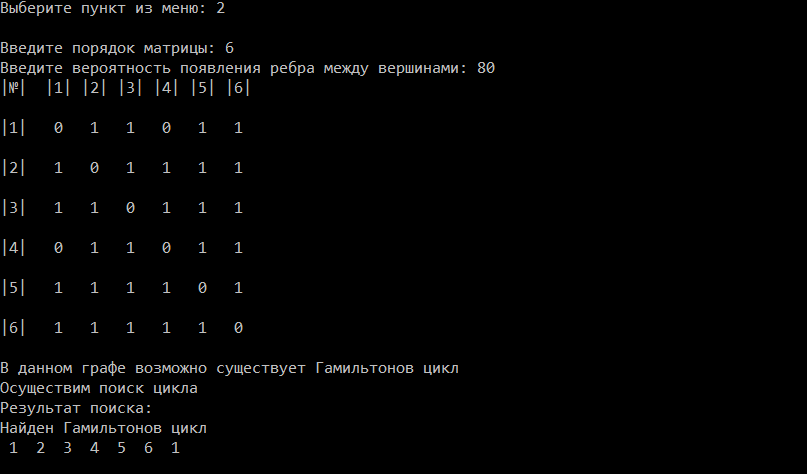 Выберите пункт из меню: 2
Введите порядок матрицы: 6
Введите вероятность появления ребра между вершинами: 80
|№|  |1| |2| |3| |4| |5| |6|
|1|   0   1   1   0   1   1
|2|   1   0   1   1   1   1
|3|   1   1   0   1   1   1
|4|   0   1   1   0   1   1
|5|   1   1   1   1   0   1
|6|   1   1   1   1   1   0
В данном графе возможно существует Гамильтонов цикл
Осуществим поиск цикла
Результат поиска:
Найден Гамильтонов цикл
1  2  3  4  5  6  1